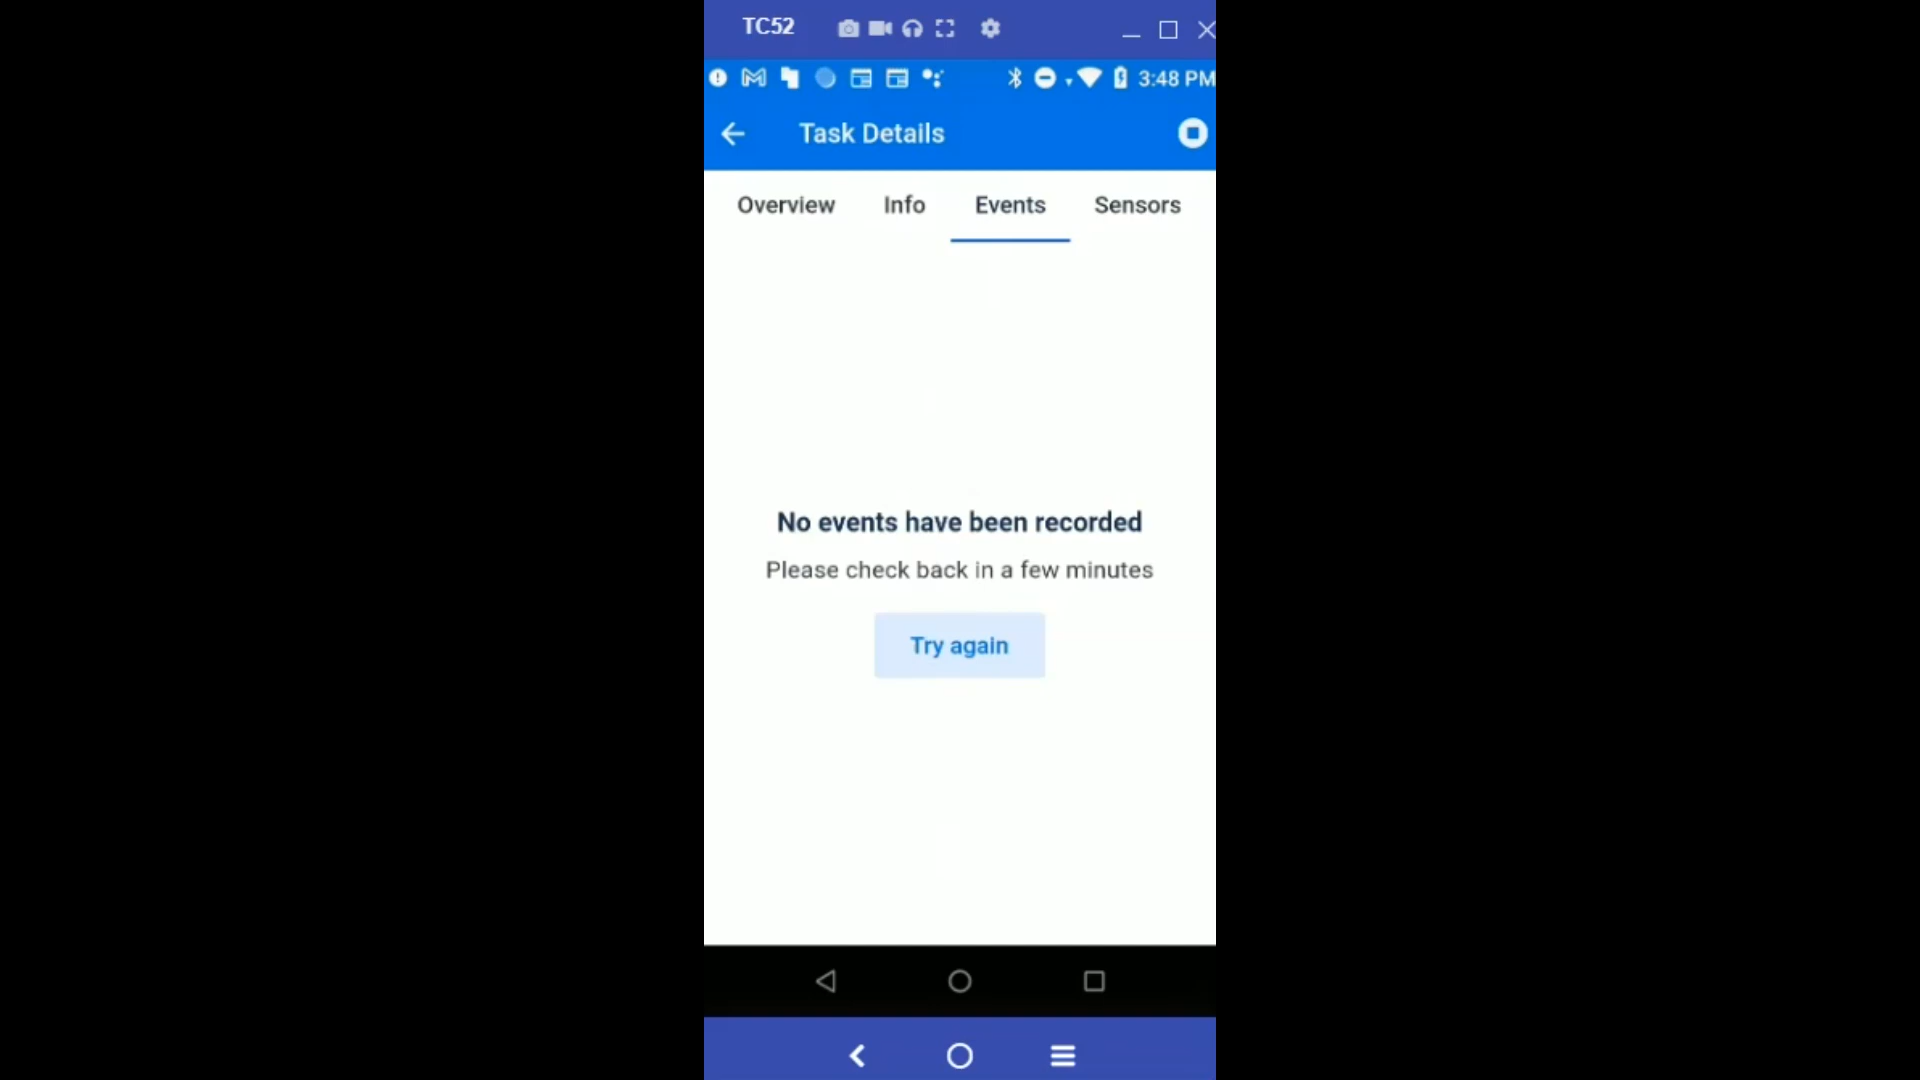 TC52
3:48 PM
Task Details
Overview Info Events Sensors
No events have been recorded
Please check back in a few minutes
Try again